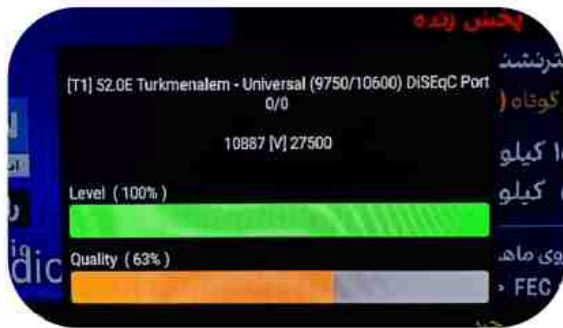 پخش زنده
[T1] 52.0E Turkmenalem - Universal (9750/10600) DiSEqC Port
0/0
10887 [V] 27500
کوتاه
کیلو
Level ( 100% )
کیلو
Quality ( 63% )
FEC